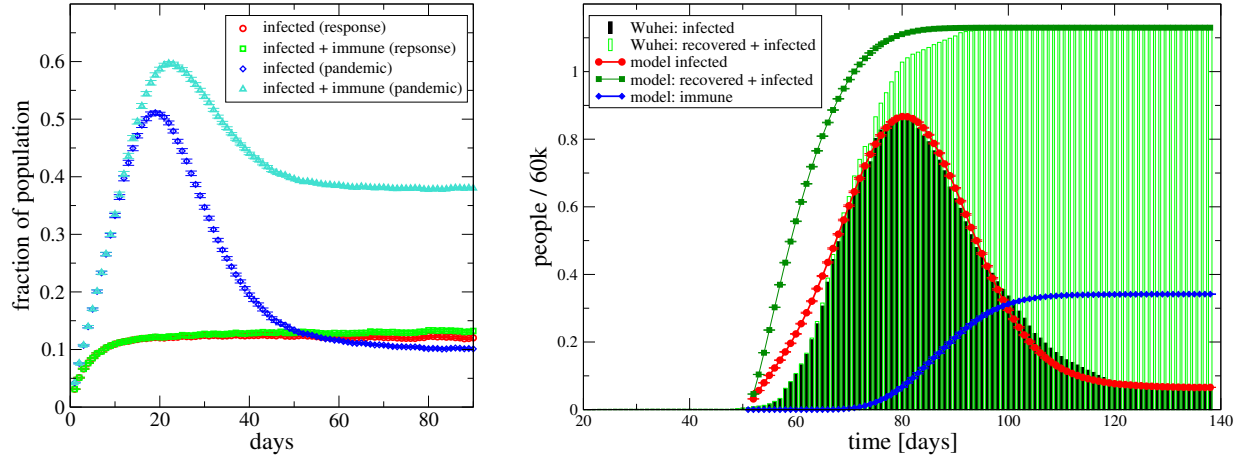 infected (response)
infected + immune (repsonse)
infected (pandemic)
infected + immune (pandemic)
fraction of population
0.6
0.5
0.4
0.3
0.2
0.1
0
0 20 40 60 80
days
Wuhei: infected
Wuhei: recovered + infected
model infected
model: recovered + infected
model: immune
people / 60k
1
0.8
0.6
0.4
0.2
0
20 40 60 80 100 120 140
time [days]